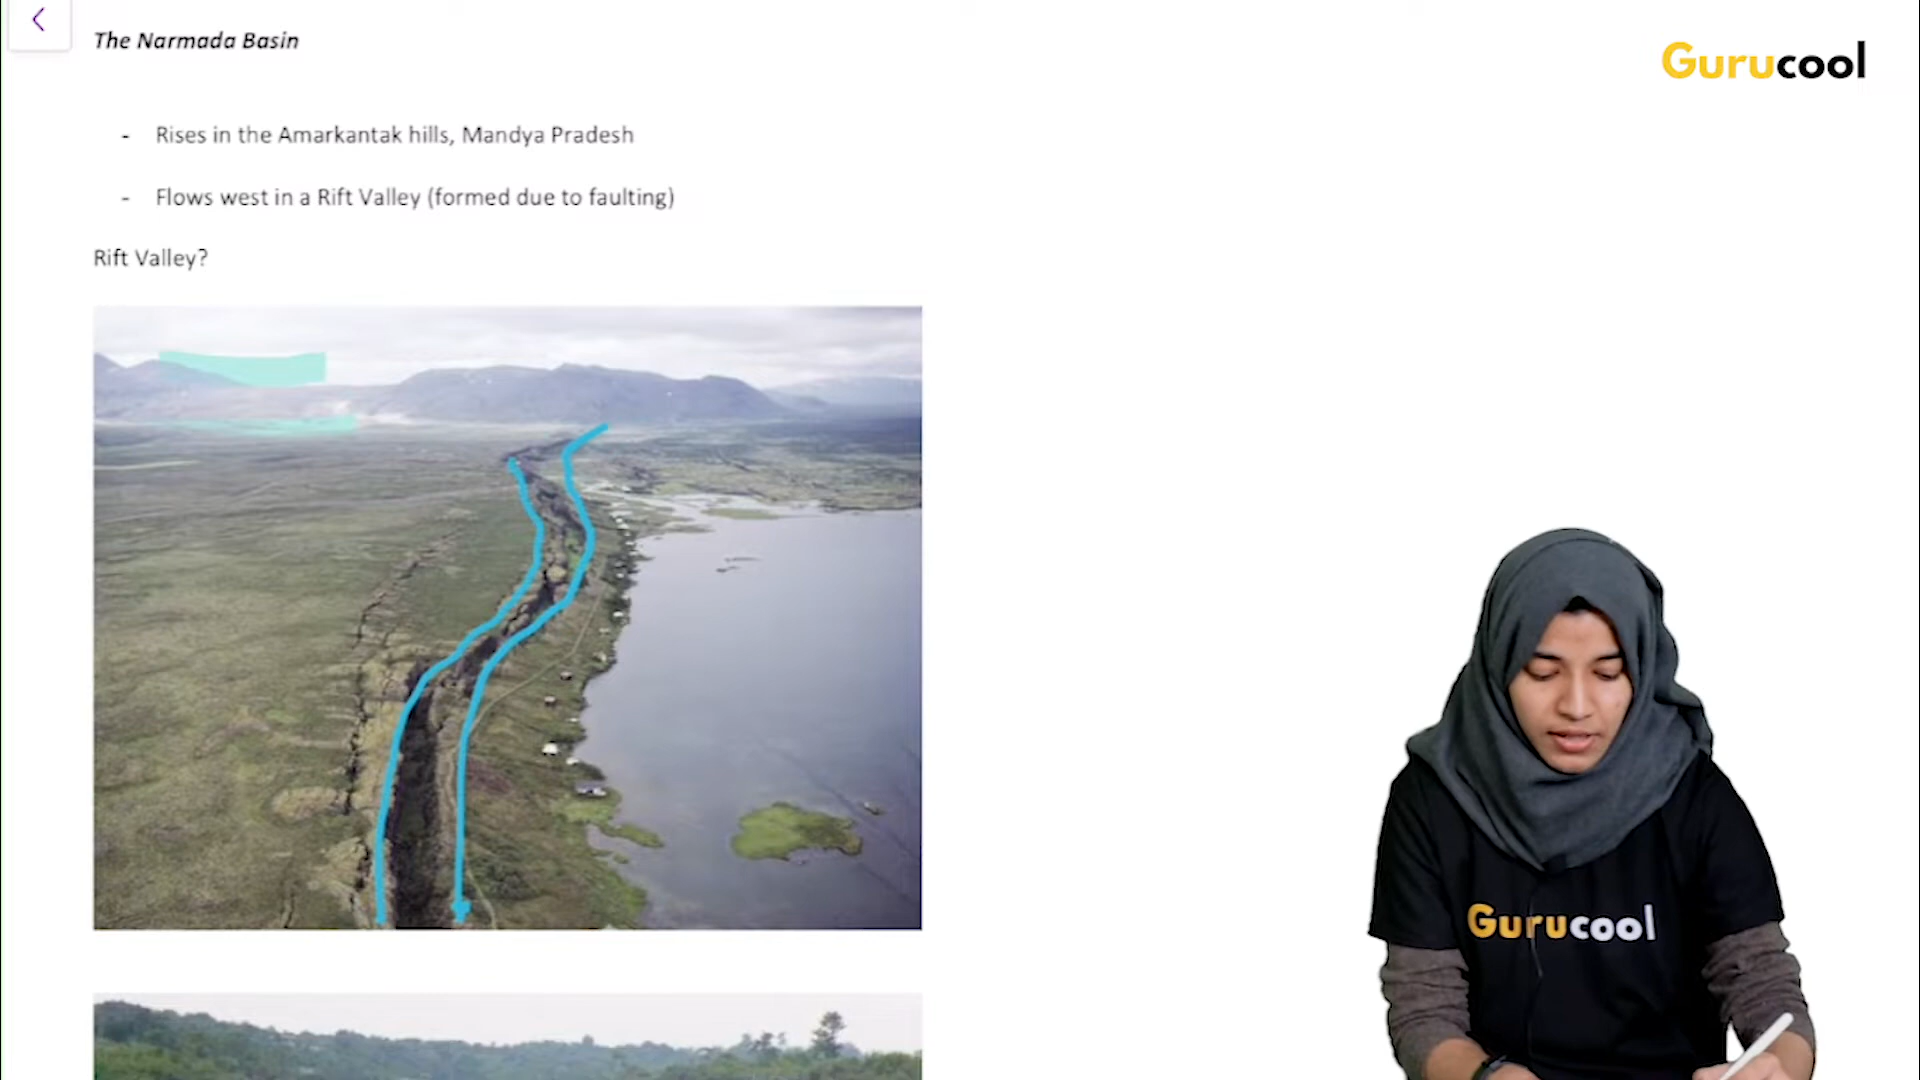 The Narmada Basin
Gurucool
- Rises in the Amarkantak hills, Mandya Pradesh
- Flows west in a Rift Valley (formed due to faulting)
Rift Valley?
Gurucool